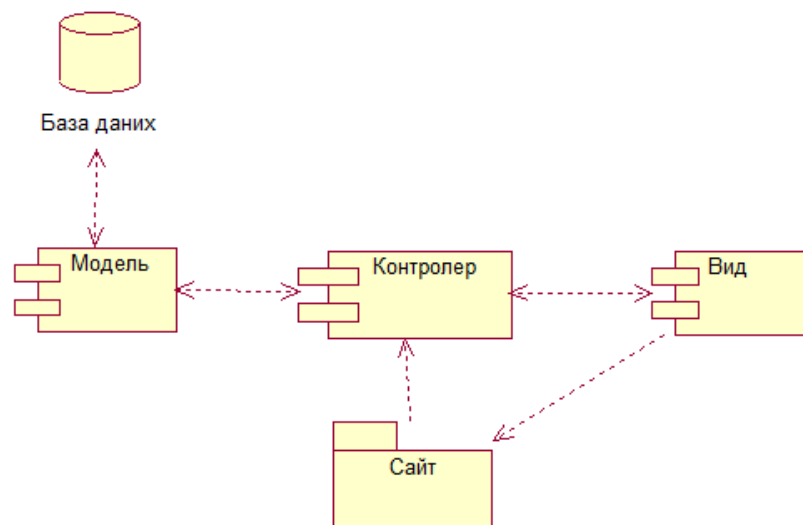 База даних
Модель
Контролер
Вид
Сайт